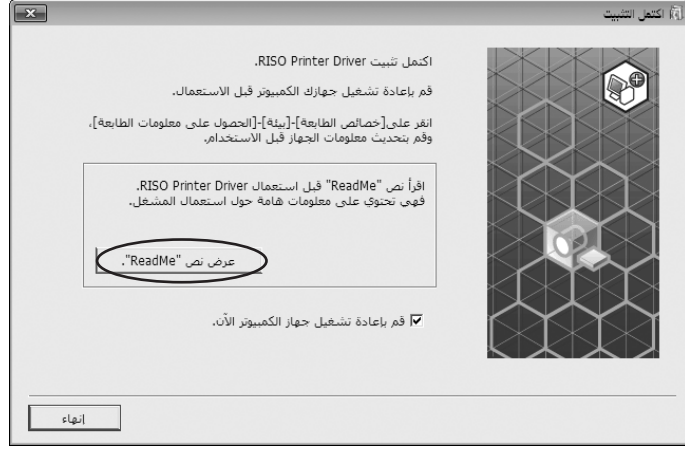 اكتمل التثبيت
اكتمل تثبيت RISO Printer Driver.
قم بإعادة تشغيل جهازك الكمبيوتر قبل الاستعمال.
انقر على[خصائص الطابعة]-[بيئة]-[الحصول على معلومات الطابعة]،
وقم بتحديث معلومات الجهاز قبل الاستخدام.
اقرأ نص "ReadMe" قبل استعمال RISO Printer Driver.
فهي تحتوي على معلومات هامة حول استعمال المشغل.
عرض نص "ReadMe".
قم بإعادة تشغيل جهاز الكمبيوتر الآن.
إنهاء